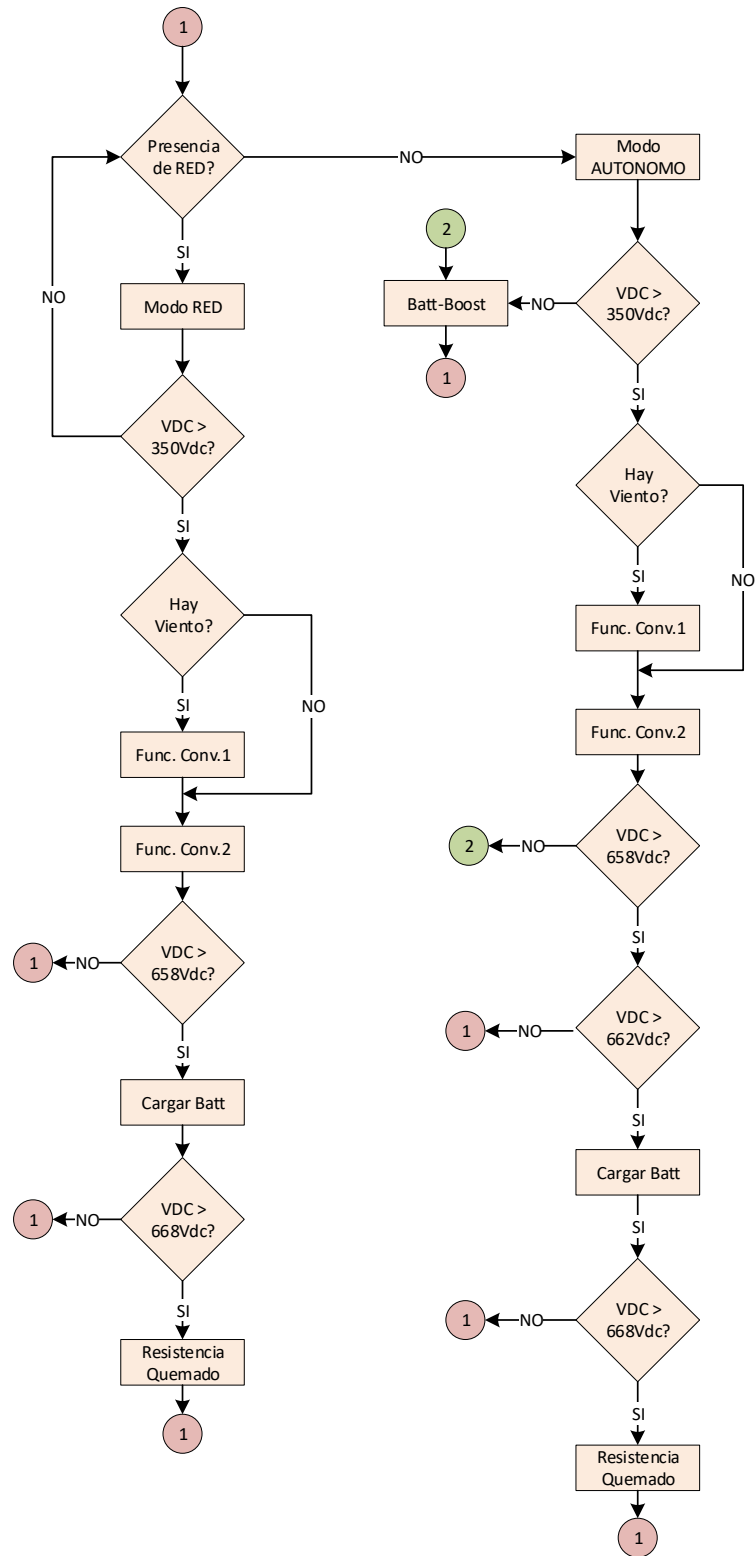 1
Presencia
de RED?
NO
SI
Modo RED
NO
VDC >
350Vdc?
SI
Hay
Viento?
NO
SI
Func. Conv.1
Func. Conv.2
VDC >
658Vdc?
NO
1
SI
Cargar Batt
VDC >
668Vdc?
NO
1
SI
Resistencia
Quemado
1
Modo
AUTONOMO
VDC >
350Vdc?
NO
2
Batt-Boost
1
SI
Hay
Viento?
NO
SI
Func. Conv.1
Func. Conv.2
VDC >
658Vdc?
NO
2
SI
VDC >
662Vdc?
NO
1
SI
Cargar Batt
SI
VDC >
668Vdc?
NO
1
SI
Resistencia
Quemado
1